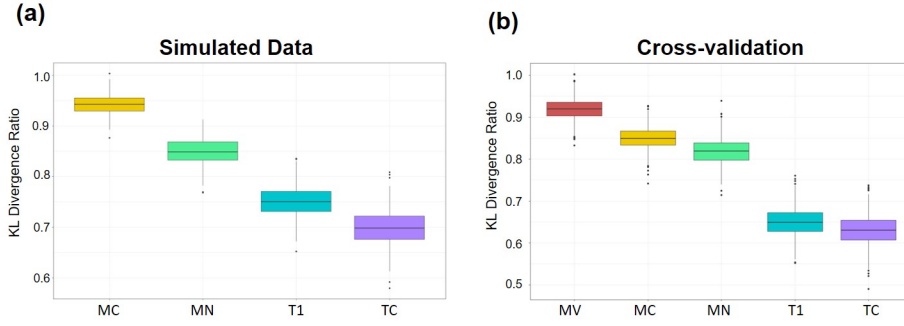 (a)
Simulated Data
KL Divergence Ratio
1.0
0.9
0.8
0.7
0.6
MC MN T1 TC
(b)
Cross-validation
KL Divergence Ratio
1.0
0.9
0.8
0.7
0.6
0.5
MV MC MN T1 TC